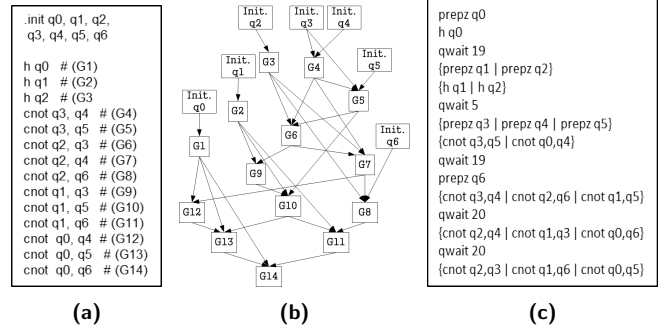 .init q0, q1, q2,
q3, q4, q5, q6
h q0 # (G1)
h q1 # (G2)
h q2 # (G3
cnot q3, q4 # (G4)
cnot q3, q5 # (G5)
cnot q2, q3 # (G6)
cnot q2, q4 # (G7)
cnot q2, q6 # (G8)
cnot q1, q3 # (G9)
cnot q1, q5 # (G10)
cnot q1, q6 # (G11)
cnot q0, q4 # (G12)
cnot q0, q5 # (G13)
cnot q0, q6 # (G14)
(a)
Init. q2
Init. q3
Init. q4
Init. q1
G3
G4
Init. q5
Init. q0
G2
G5
G1
G6
Init. q6
G9
G7
G12
G10
G8
G13
G11
G14
(b)
prepz q0
h q0
qwait 19
{prepz q1 | prepz q2}
{h q1 | h q2}
qwait 5
{prepz q3 | prepz q4 | prepz q5}
{cnot q3,q5 | cnot q0,q4}
qwait 19
prepz q6
{cnot q3,q4 | cnot q2,q6 | cnot q1,q5}
qwait 20
{cnot q2,q4 | cnot q1,q3 | cnot q0,q6}
qwait 20
{cnot q2,q3 | cnot q1,q6 | cnot q0,q5}
(c)